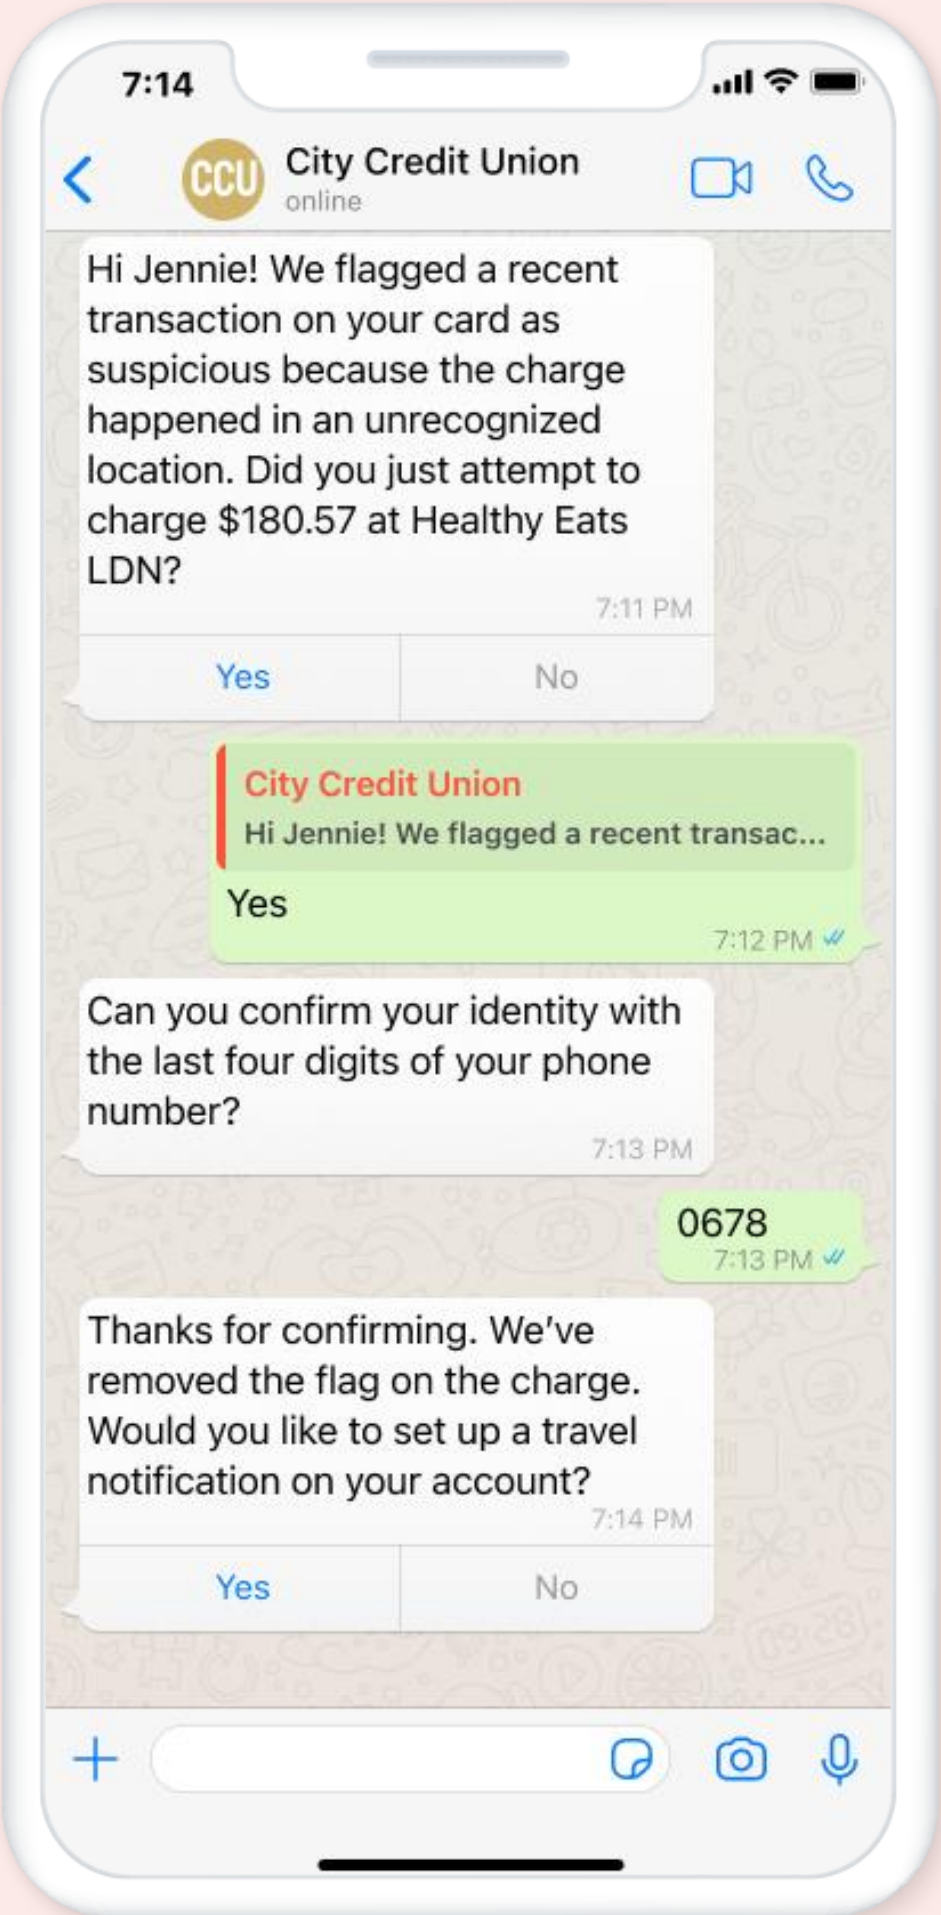 7:14
CCU
City Credit Union
online
Hi Jennie! We flagged a recent
transaction on your card as
suspicious because the charge
happened in an unrecognized
location. Did you just attempt to
charge $180.57 at Healthy Eats
LDN?
7:11 PM
Yes No
City Credit Union
Hi Jennie! We flagged a recent transac...
Yes
7:12 PM
Can you confirm your identity with
the last four digits of your phone
number?
7:13 PM
0678
7:13 PM
Thanks for confirming. We’ve
removed the flag on the charge.
Would you like to set up a travel
notification on your account?
7:14 PM
Yes No
09:28